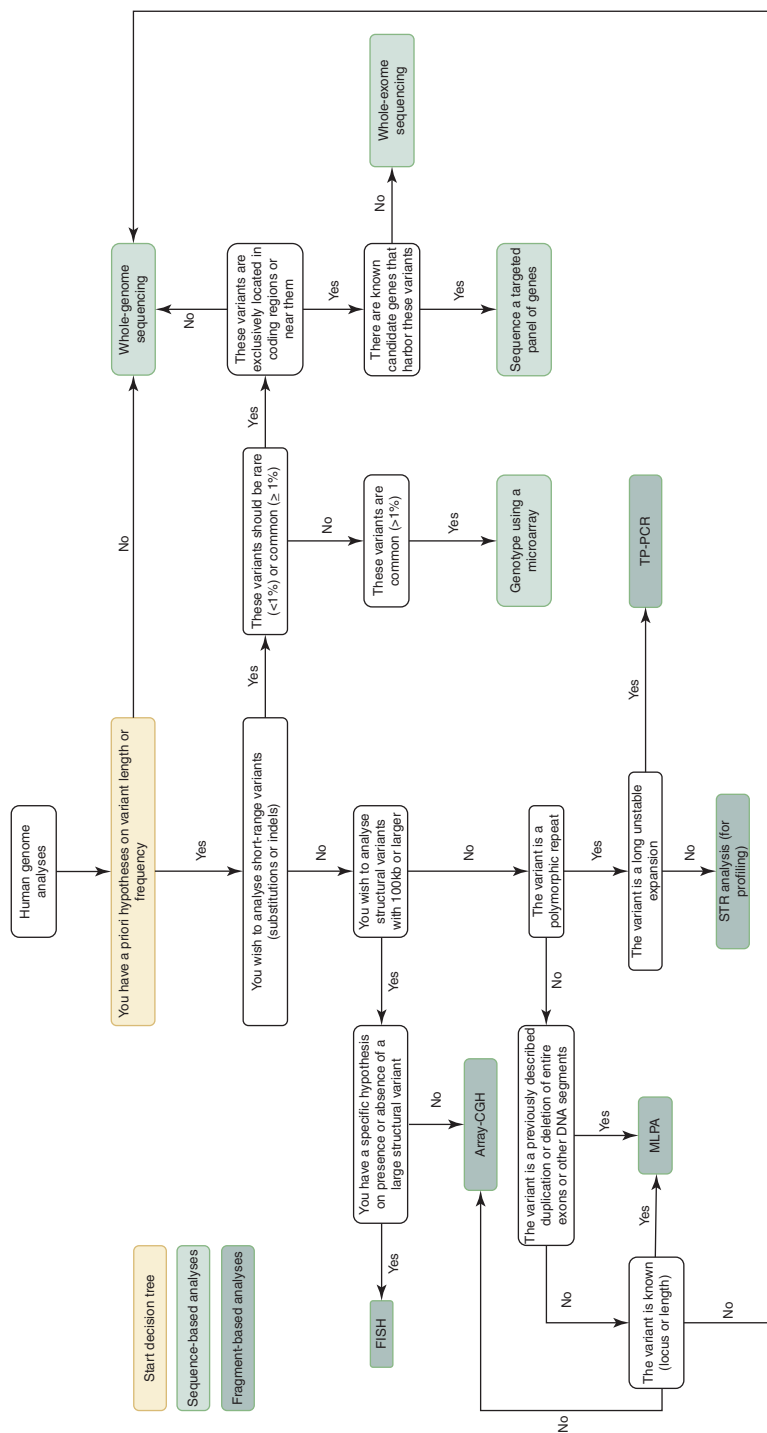 Human genome
analyses
You have a priori hypotheses on variant length or
frequency
No
Whole-genome
sequencing
Yes
You wish to analyse short-range variants
(substitutions or indels)
Yes
These variants should be rare
(<1%) or common (≥ 1%)
Yes
These variants are
exclusively located in
coding regions or
near them
No
No
These variants are
common (>1%)
Yes
Genotype using a
microarray
Yes
There are known
candidate genes that
harbor these variants
No
Whole-exome
sequencing
Yes
Sequence a targeted
panel of genes
No
You wish to analyse
structural variants
with 100kb or larger
Yes
You have a specific hypothesis
on presence or absence of a
large structural variant
Yes
FISH
No
Array-CGH
No
The variant is a
polymorphic repeat
Yes
The variant is a long unstable
expansion
Yes
TP-PCR
No
STR analysis (for
profiling)
No
The variant is a previously described
duplication or deletion of entire
exons or other DNA segments
Yes
MLPA
No
The variant is known
(locus or length)
Yes
No
No
Start decision tree
Sequence-based analyses
Fragment-based analyses